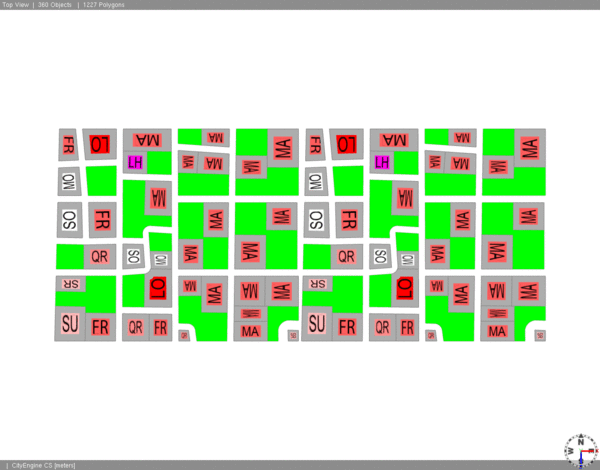 Top View | 360 Objects | 1227 Polygons
FR LO MA MA FR LO MA MA
MA MA
LH MA MA MA LH MA MA MA
OW MA OW MA
OS FR MA MA OS FR MA MA
QR SO OW MA MA QR SO OW MA MA
SR LO MA MA MA MA SR LO MA MA MA MA
MA MA
SU FR QR FR MA SU FR QR FR MA
CityEngine CS [meters]
N
W